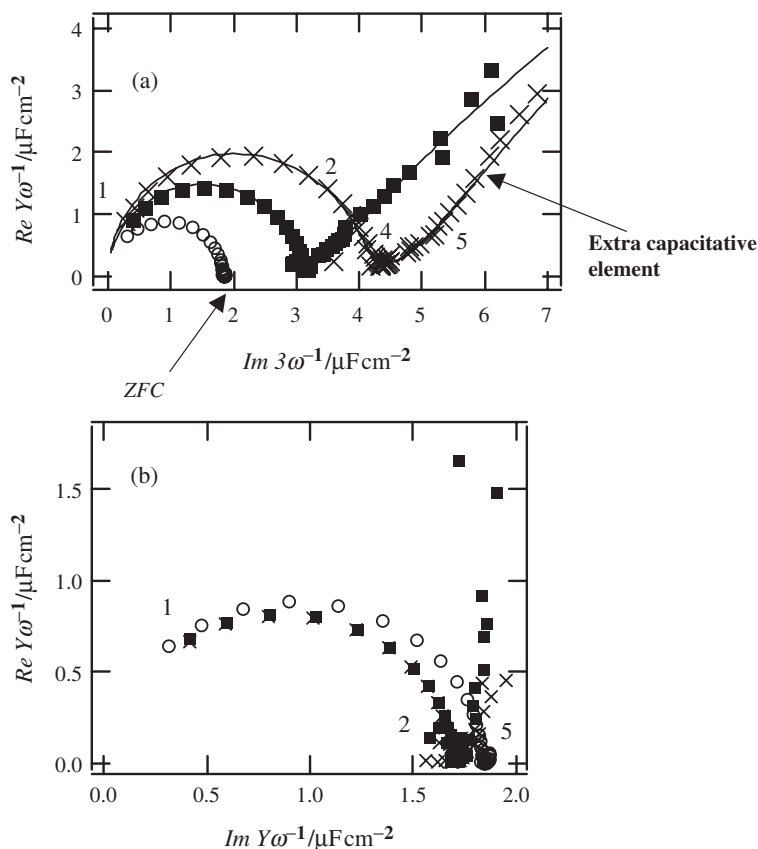 4
(a)
3
2
1
0
Re Yω⁻¹/μFcm⁻²
1
2
4
5
Extra capacitative
element
0 1 2 3 4 5 6 7
Im 3ω⁻¹/μFcm⁻²
ZFC
(b)
1.5
1.0
0.5
0.0
Re Yω⁻¹/μFcm⁻²
1
2
5
0.0 0.5 1.0 1.5 2.0
Im Yω⁻¹/μFcm⁻²